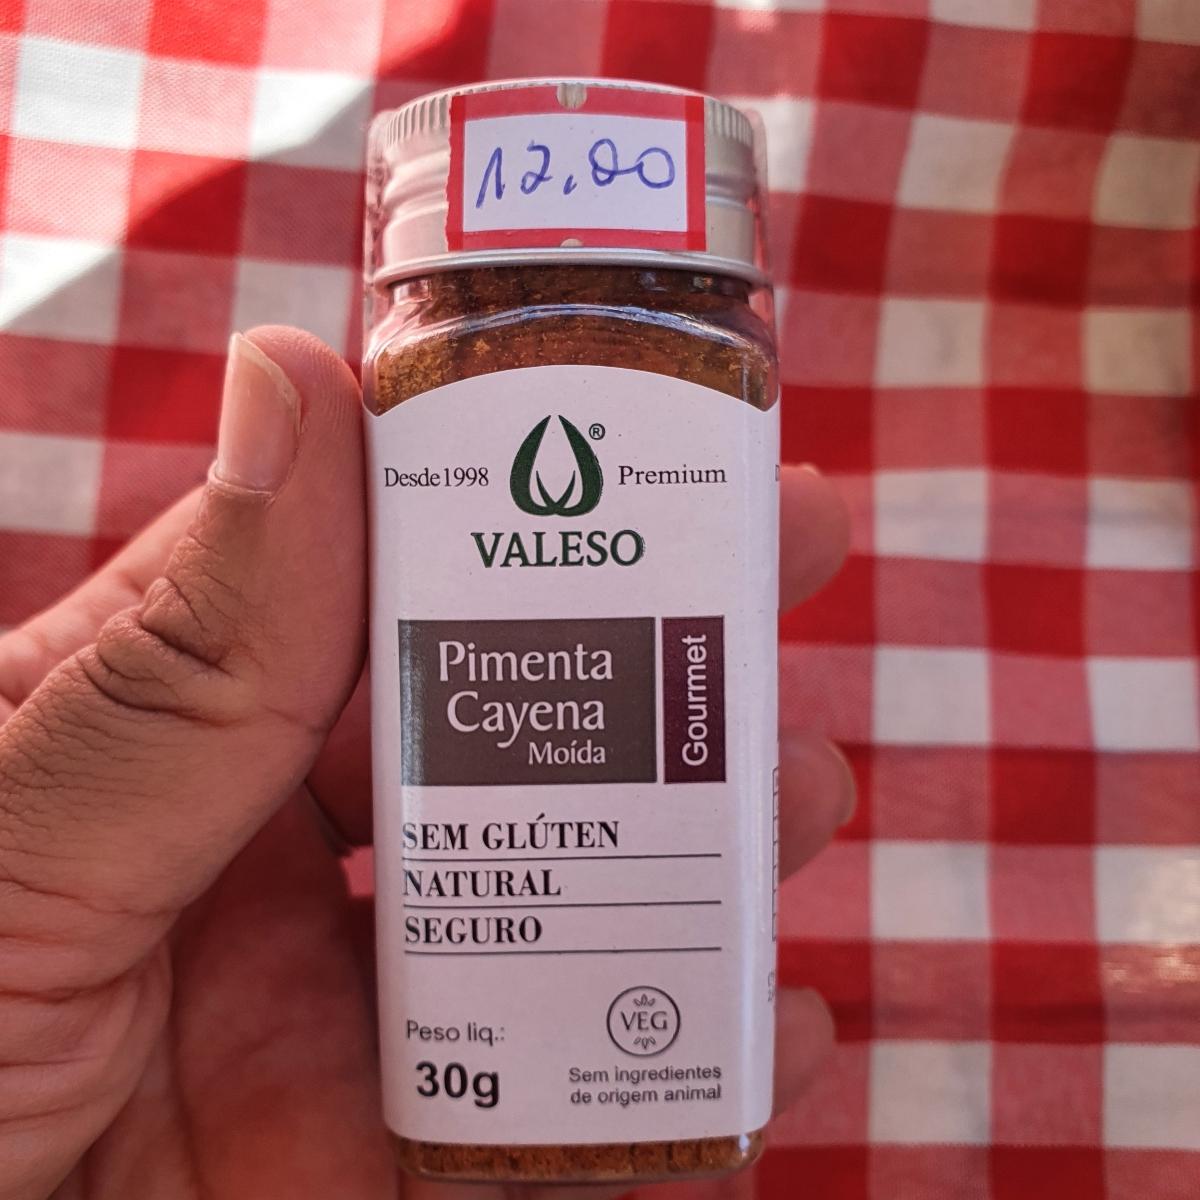 12,00
Desde 1998
®
Premium
VALESO
Pimenta
Cayena
Moída
Gourmet
SEM GLÚTEN
NATURAL
SEGURO
Peso liq.:
30g
VEG
Sem ingredientes
de origem animal